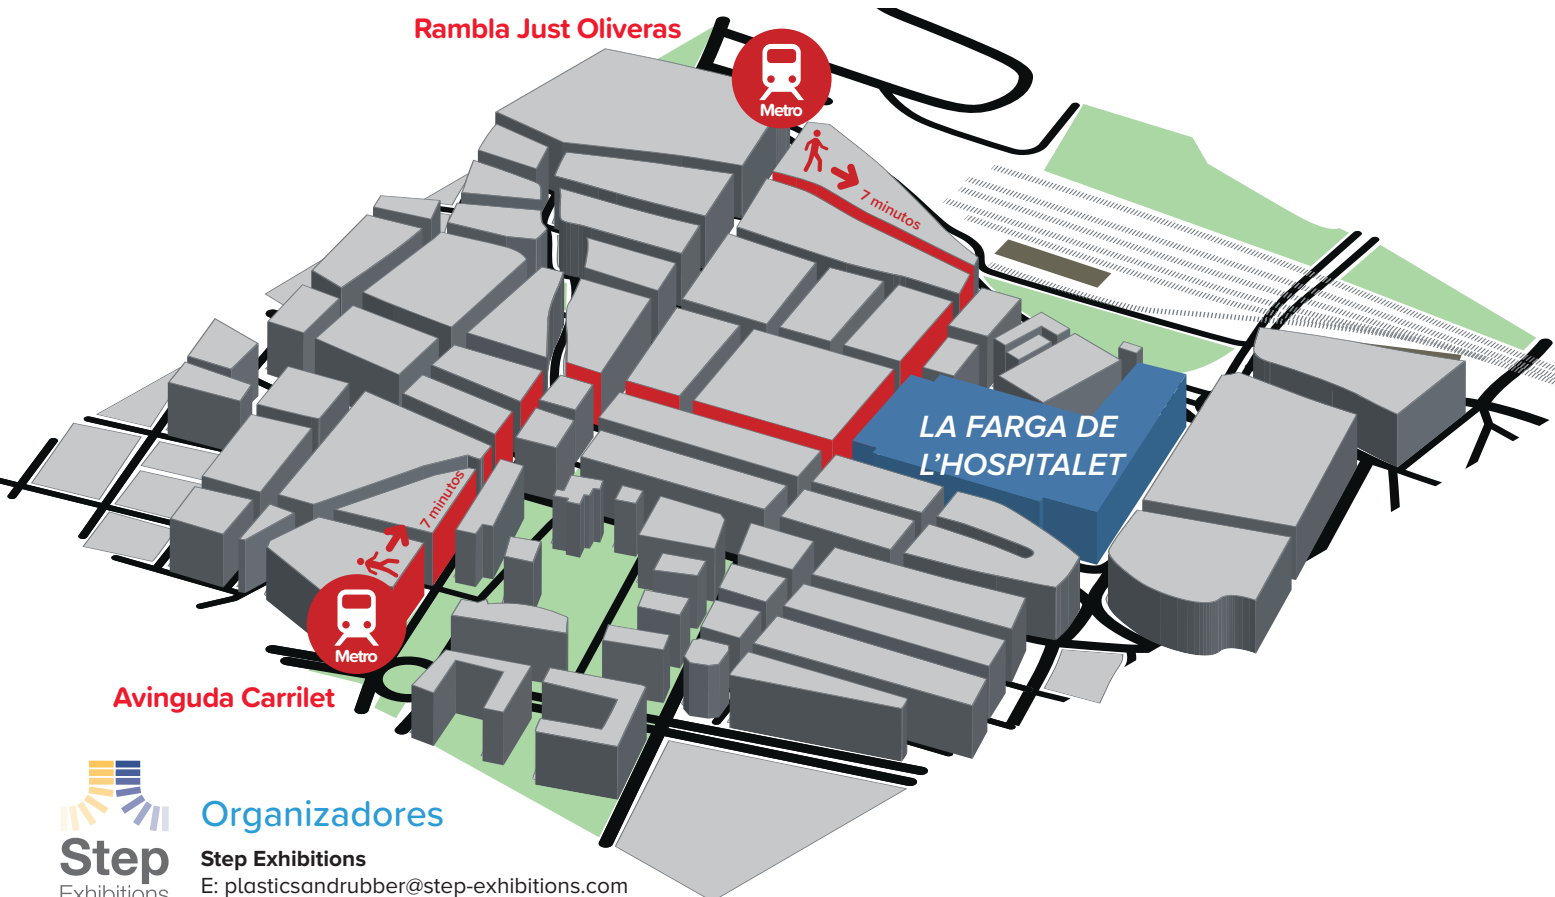 Rambla Just Oliveras
Metro
7 minutos
LA FARGA DE
L'HOSPITALET
7 minutos
Metro
Avinguda Carrilet
Organizadores
Step
Exhibitions
Step Exhibitions
E: plasticsandrubber@step-exhibitions.com